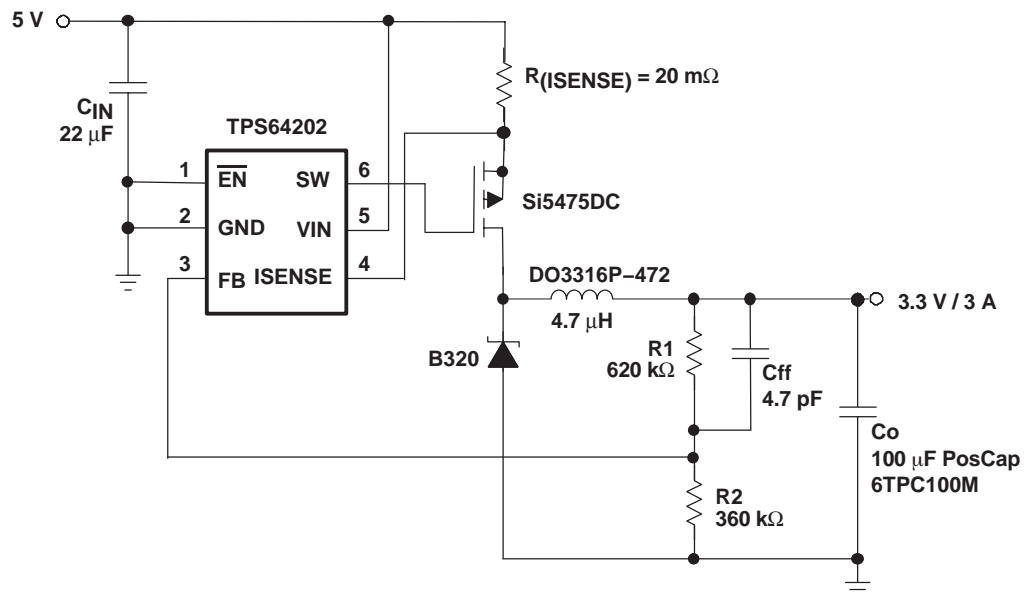 5 V
R(ISENSE) = 20 mΩ
CIN
22 μF
TPS64202
1
EN
SW
6
Si5475DC
2
GND
VIN
5
3
FB
ISENSE
4
DO3316P−472
4.7 μH
3.3 V / 3 A
B320
R1
620 kΩ
Cff
4.7 pF
Co
100 μF PosCap
6TPC100M
R2
360 kΩ